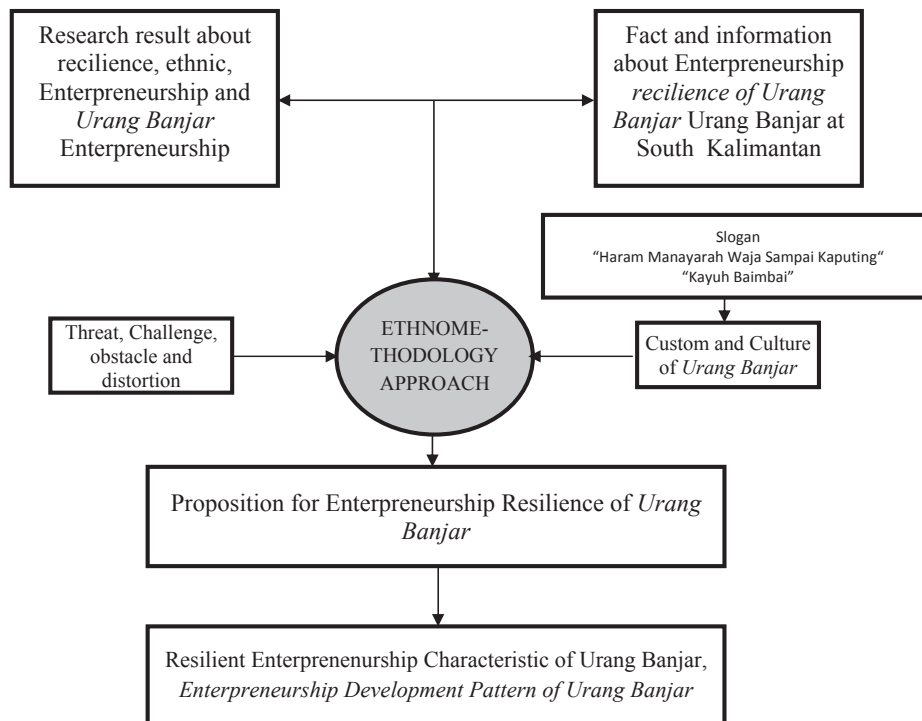 Research result about
recilience, ethnic,
Enterpreneurship and
Urang Banjar
Enterpreneurship
Fact and information
about Enterpreneurship
recilience of Urang
Banjar Urang Banjar at
South Kalimantan
Slogan
“Haram Manayarah Waja Sampai Kaputing“
“Kayuh Baimbai”
Threat, Challenge,
obstacle and
distortion
ETHNOME-
THODOLOGY
APPROACH
Custom and Culture
of Urang Banjar
Proposition for Enterpreneurship Resilience of Urang
Banjar
Resilient Enterprenenurship Characteristic of Urang Banjar,
Enterpreneurship Development Pattern of Urang Banjar